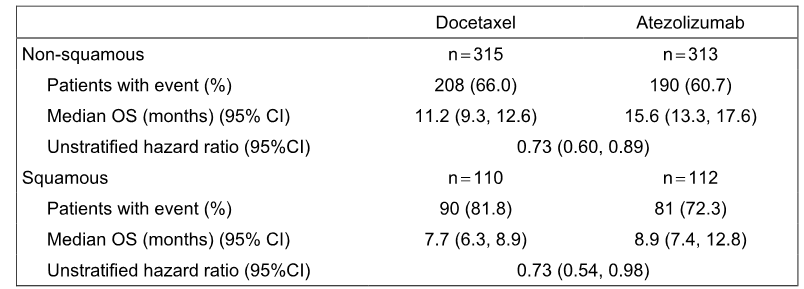 Docetaxel Atezolizumab
Non-squamous n=315 n=313
Patients with event (%) 208 (66.0) 190 (60.7)
Median OS (months) (95% CI) 11.2 (9.3, 12.6) 15.6 (13.3, 17.6)
Unstratified hazard ratio (95%CI) 0.73 (0.60, 0.89)
Squamous n=110 n=112
Patients with event (%) 90 (81.8) 81 (72.3)
Median OS (months) (95% CI) 7.7 (6.3, 8.9) 8.9 (7.4, 12.8)
Unstratified hazard ratio (95%CI) 0.73 (0.54, 0.98)